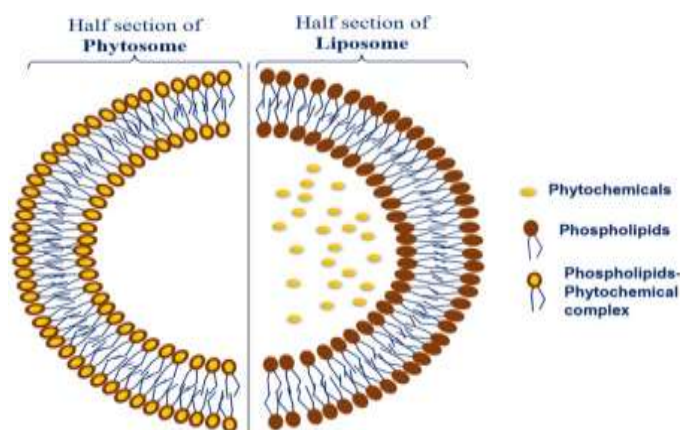 Half section of
Phytosome
Half section of
Liposome
Phytochemicals
Phospholipids
Phospholipids-
Phytochemical
complex